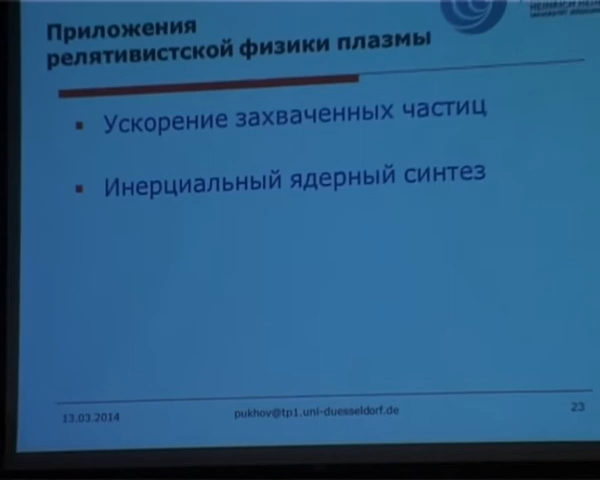 Приложения
релятивистской физики плазмы
Ускорение захваченных частиц
Инерциальный ядерный синтез
13.03.2014
pukhov@tp1.uni-duesseldorf.de
23